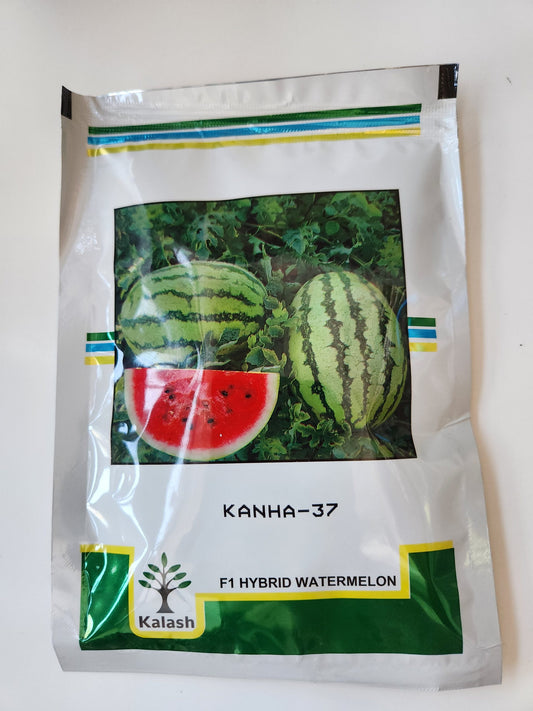 KANHA-37
F1 HYBRID WATERMELON
Kalash